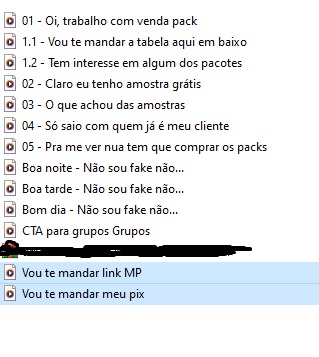 01 - Oi, trabalho com venda pack
1.1 - Vou te mandar a tabela aqui em baixo
1.2 - Tem interesse em algum dos pacotes
02 - Claro eu tenho amostra grátis
03 - O que achou das amostras
04 - Só saio com quem já é meu cliente
05 - Pra me ver nua tem que comprar os packs
Boa noite - Não sou fake não...
Boa tarde - Não sou fake não...
Bom dia - Não sou fake não...
CTA para grupos Grupos
Vou te mandar link MP
Vou te mandar meu pix